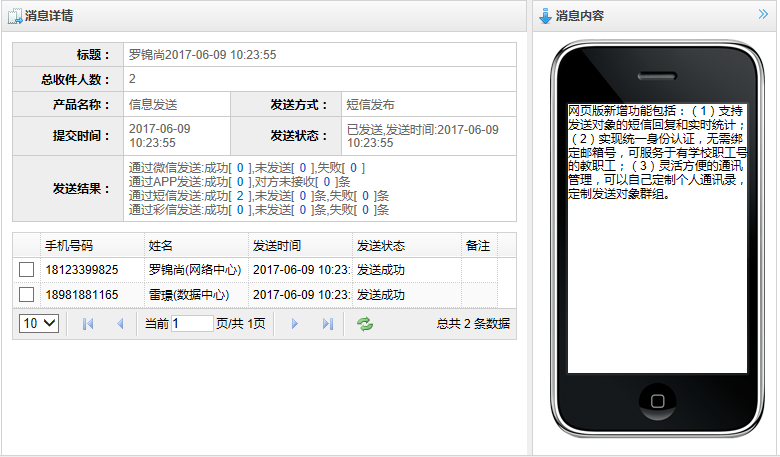 消息详情
标题： 罗锦尚2017-06-09 10:23:55
总收件人数： 2
产品名称： 信息发送 发送方式： 短信发布
提交时间： 2017-06-09 10:23:55 发送状态： 已发送,发送时间:2017-06-09 10:23:55
发送结果：
通过微信发送:成功[ 0 ],未发送[ 0 ],失败[ 0 ]
通过APP发送:成功[ 0 ],对方未接收[ 0 ]条
通过短信发送:成功[ 2 ],未发送[ 0 ]条,失败[ 0 ]条
通过彩信发送:成功[ 0 ],未发送[ 0 ]条,失败[ 0 ]条
手机号码 姓名 发送时间 发送状态 备注
18123399825 罗锦尚(网络中心) 2017-06-09 10:23: 发送成功
18981881165 雷璟(数据中心) 2017-06-09 10:23: 发送成功
10 当前 1 页/共 1页 总共 2 条数据
消息内容
网页版新增功能包括：（1）支持
发送对象的短信回复和实时统计；
（2）实现统一身份认证，无需绑
定邮箱号，可服务于有学校职工号
的教职工；（3）灵活方便的通讯
管理，可以自己定制个人通讯录，
定制发送对象群组。